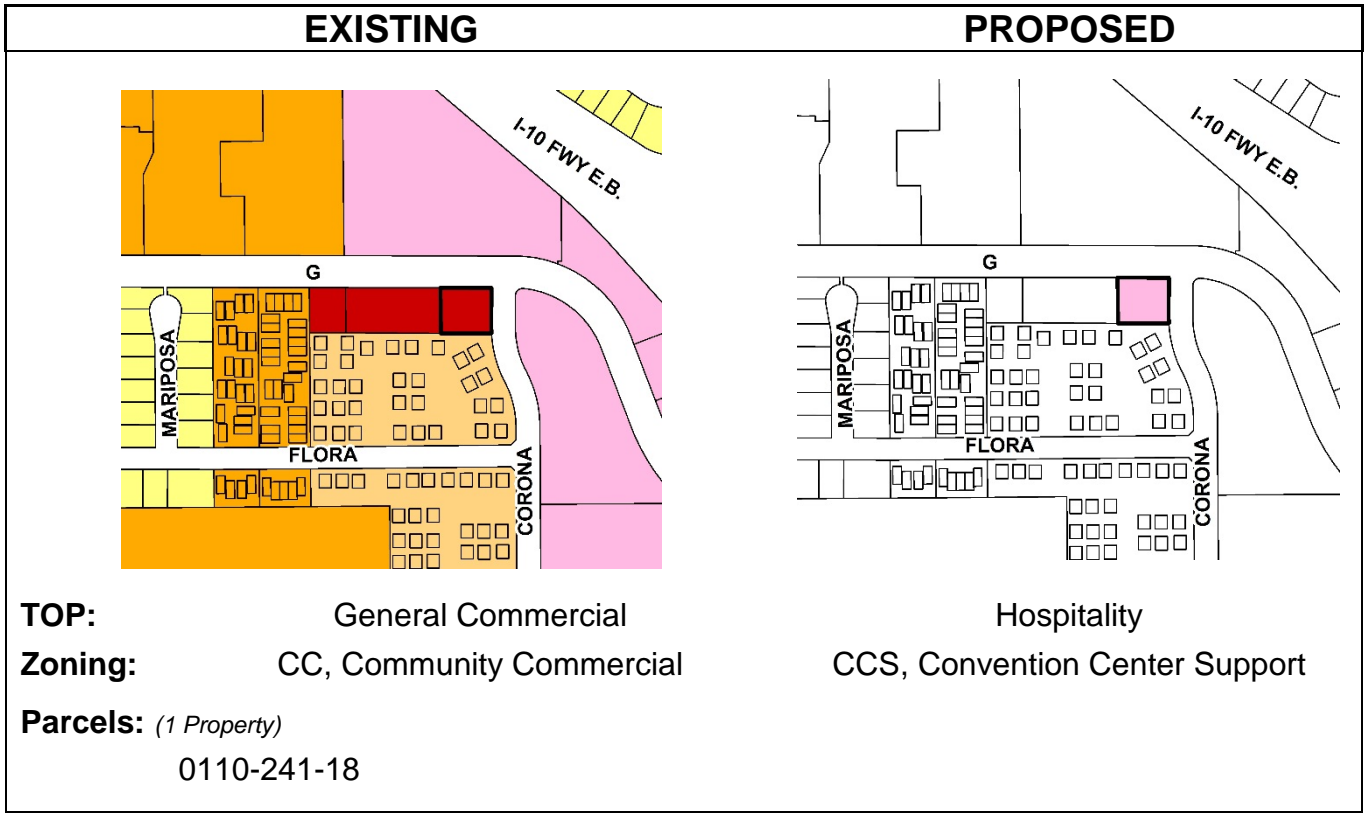 EXISTING PROPOSED
I-10 FWY E.B.
G
MARIPOSA
FLORA
CORONA
I-10 FWY E.B.
G
MARIPOSA
FLORA
CORONA
TOP: General Commercial Hospitality
Zoning: CC, Community Commercial CCS, Convention Center Support
Parcels: (1 Property)
0110-241-18